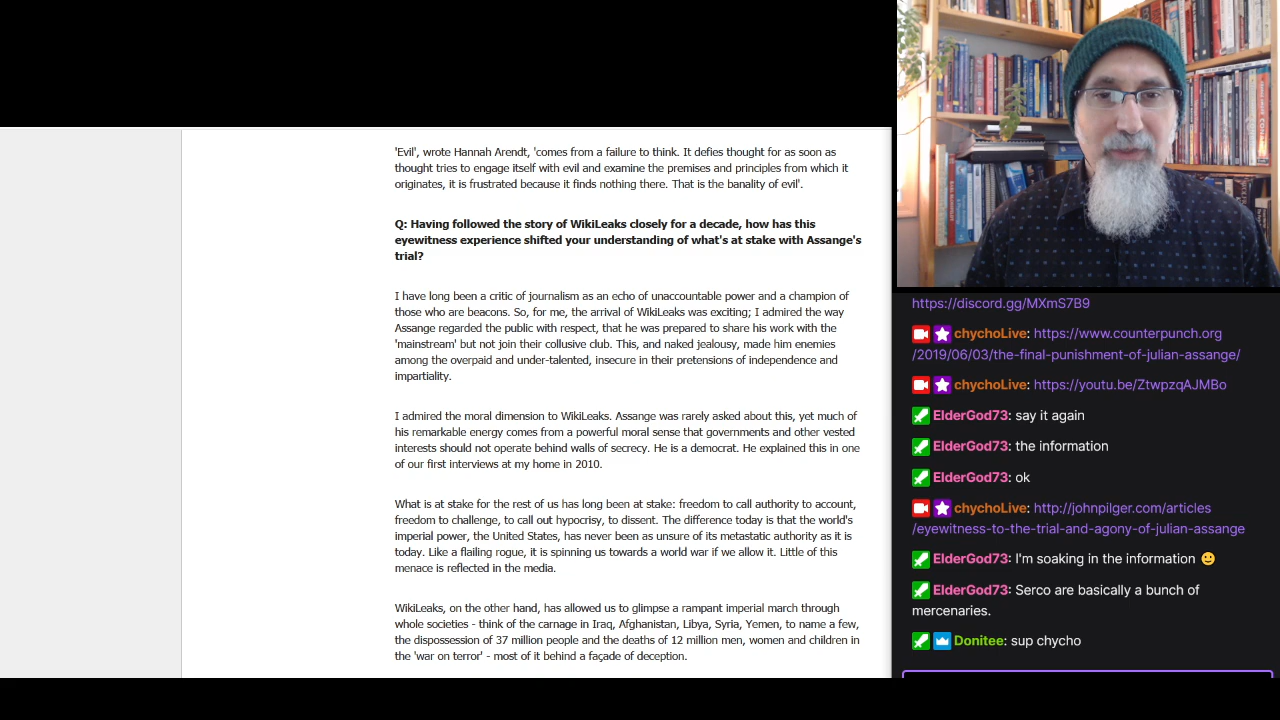 'Evil', wrote Hannah Arendt, 'comes from a failure to think. It defies thought for as soon as
thought tries to engage itself with evil and examine the premises and principles from which it
originates, it is frustrated because it finds nothing there. That is the banality of evil'.
Q: Having followed the story of WikiLeaks closely for a decade, how has this
eyewitness experience shifted your understanding of what's at stake with Assange's
trial?
I have long been a critic of journalism as an echo of unaccountable power and a champion of
those who are beacons. So, for me, the arrival of WikiLeaks was exciting; I admired the way
Assange regarded the public with respect, that he was prepared to share his work with the
'mainstream' but not join their collusive club. This, and naked jealousy, made him enemies
among the overpaid and under-talented, insecure in their pretensions of independence and
impartiality.
I admired the moral dimension to WikiLeaks. Assange was rarely asked about this, yet much of
his remarkable energy comes from a powerful moral sense that governments and other vested
interests should not operate behind walls of secrecy. He is a democrat. He explained this in one
of our first interviews at my home in 2010.
What is at stake for the rest of us has long been at stake: freedom to call authority to account,
freedom to challenge, to call out hypocrisy, to dissent. The difference today is that the world's
imperial power, the United States, has never been as unsure of its metastatic authority as it is
today. Like a flailing rogue, it is spinning us towards a world war if we allow it. Little of this
menace is reflected in the media.
WikiLeaks, on the other hand, has allowed us to glimpse a rampant imperial march through
whole societies - think of the carnage in Iraq, Afghanistan, Libya, Syria, Yemen, to name a few,
the dispossession of 37 million people and the deaths of 12 million men, women and children in
the 'war on terror' - most of it behind a façade of deception.
https://discord.gg/MXmS7B9
chychoLive: https://www.counterpunch.org
/2019/06/03/the-final-punishment-of-julian-assange/
chychoLive: https://youtu.be/ZtwpzqAJMBo
ElderGod73: say it again
ElderGod73: the information
ElderGod73: ok
chychoLive: http://johnpilger.com/articles
/eyewitness-to-the-trial-and-agony-of-julian-assange
ElderGod73: I'm soaking in the information 🙂
ElderGod73: Serco are basically a bunch of
mercenaries.
Donitee: sup chycho